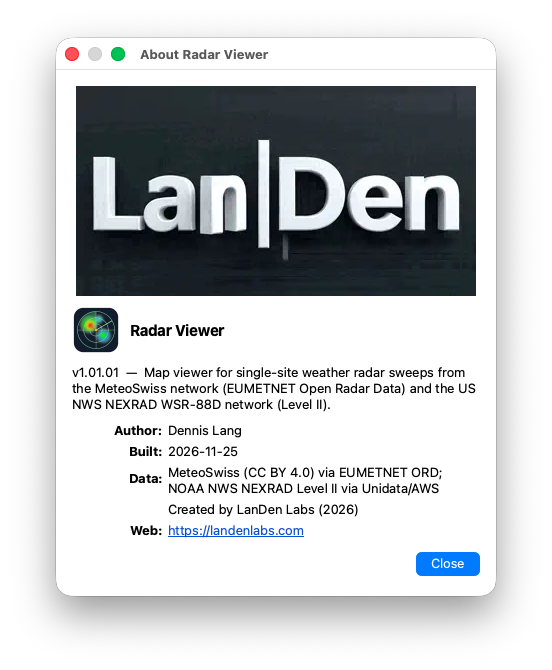 About Radar Viewer
Lan|Den
Radar Viewer
v1.01.01 — Map viewer for single-site weather radar sweeps from
the MeteoSwiss network (EUMETNET Open Radar Data) and the US
NWS NEXRAD WSR-88D network (Level II).
Author: Dennis Lang
Built: 2026-11-25
Data: MeteoSwiss (CC BY 4.0) via EUMETNET ORD;
NOAA NWS NEXRAD Level II via Unidata/AWS
Created by LanDen Labs (2026)
Web: https://landenlabs.com
Close